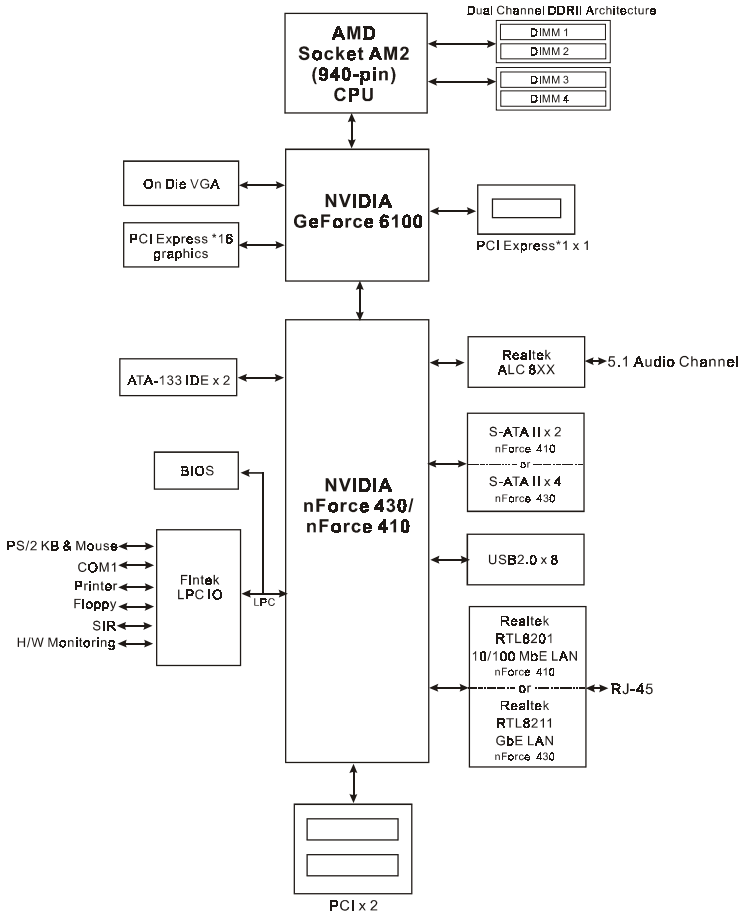 Dual Channel DDRII Architecture
AMD
Socket AM2
(940-pin)
CPU
DIMM 1
DIMM 2
DIMM 3
DIMM 4
On Die VGA
PCI Express *16
graphics
NVIDIA
GeForce 6100
PCI Express*1 x 1
ATA-133 IDE x 2
Realtek
ALC 8XX
5.1 Audio Channel
S-ATA II x 2
nForce 410
or
S-ATA II x 4
nForce 430
BIOS
NVIDIA
nForce 430/
nForce 410
USB2.0 x 8
PS/2 KB & Mouse
COM1
Printer
Floppy
SIR
H/W Monitoring
FIntek
LPC IO
LPC
Realtek
RTL8201
10/100 MbE LAN
nForce 410
or
Realtek
RTL8211
GbE LAN
nForce 430
RJ-45
PCI x 2